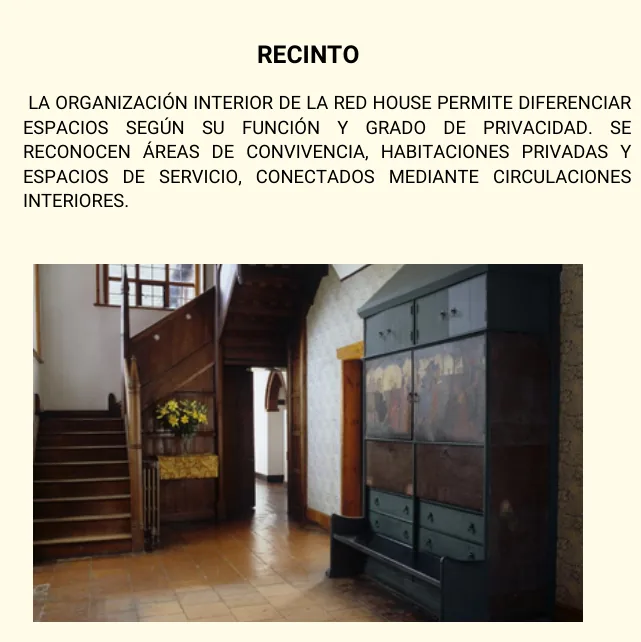 RECINTO
LA ORGANIZACIÓN INTERIOR DE LA RED HOUSE PERMITE DIFERENCIAR
ESPACIOS SEGÚN SU FUNCIÓN Y GRADO DE PRIVACIDAD. SE
RECONOCEN ÁREAS DE CONVIVENCIA, HABITACIONES PRIVADAS Y
ESPACIOS DE SERVICIO, CONECTADOS MEDIANTE CIRCULACIONES
INTERIORES.